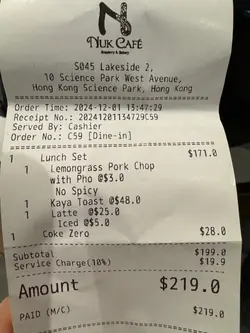 NUK CAFÉ
Roastery & Bakery
SO45 Lakeside 2,
10 Science Park West Avenue,
Hong Kong Science Park, Hong Kong
Order Time: 2024-12-01 13:47:29
Receipt No.: 20241201134729C59
Served By: Cashier
Order No.: C59 [Dine-in]
1 Lunch Set $171.0
1 Lemongrass Pork Chop
with Pho @$3.0
No Spicy
1 Kaya Toast @$48.0
1 Latte @$25.0
Iced @$5.0
1 Coke Zero $28.0
Subtotal $199.0
Service Charge(10%) $19.9
Amount $219.0
PAID (M/C) $219.0